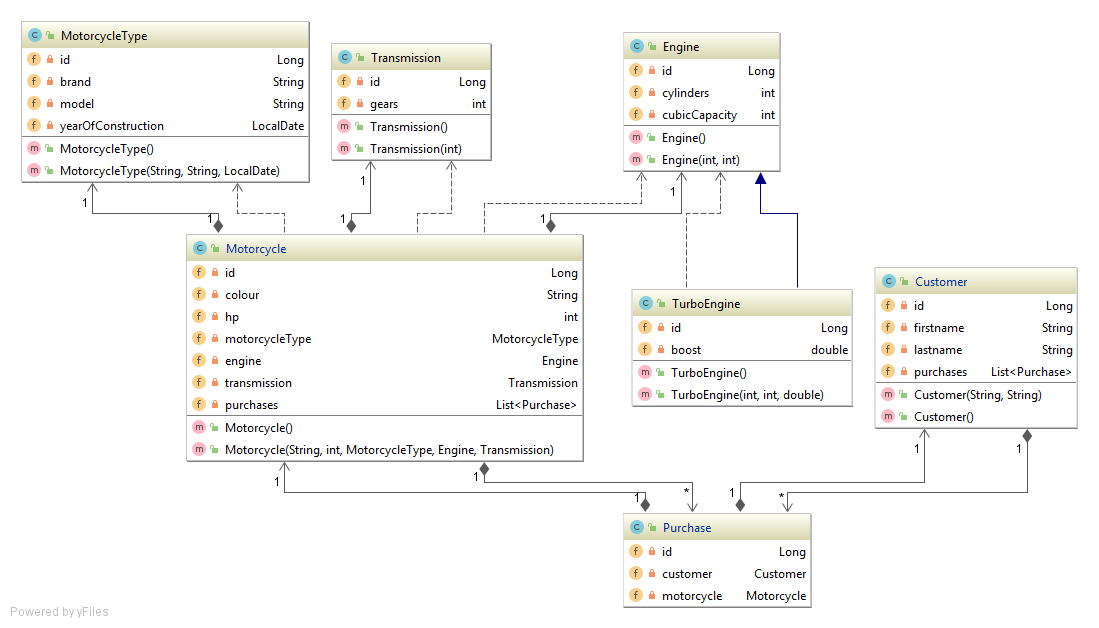 MotorcycleType
id Long
brand String
model String
yearOfConstruction LocalDate
MotorcycleType()
MotorcycleType(String, String, LocalDate)
Transmission
id Long
gears int
Transmission()
Transmission(int)
Engine
id Long
cylinders int
cubicCapacity int
Engine()
Engine(int, int)
1
1
1
1
1
1
Motorcycle
id Long
colour String
hp int
motorcycleType MotorcycleType
engine Engine
transmission Transmission
purchases List<Purchase>
Motorcycle()
Motorcycle(String, int, MotorcycleType, Engine, Transmission)
TurboEngine
id Long
boost double
TurboEngine()
TurboEngine(int, int, double)
Customer
id Long
firstname String
lastname String
purchases List<Purchase>
Customer(String, String)
Customer()
1
1
1
1
*
1
1
*
Purchase
id Long
customer Customer
motorcycle Motorcycle
Powered by yFiles